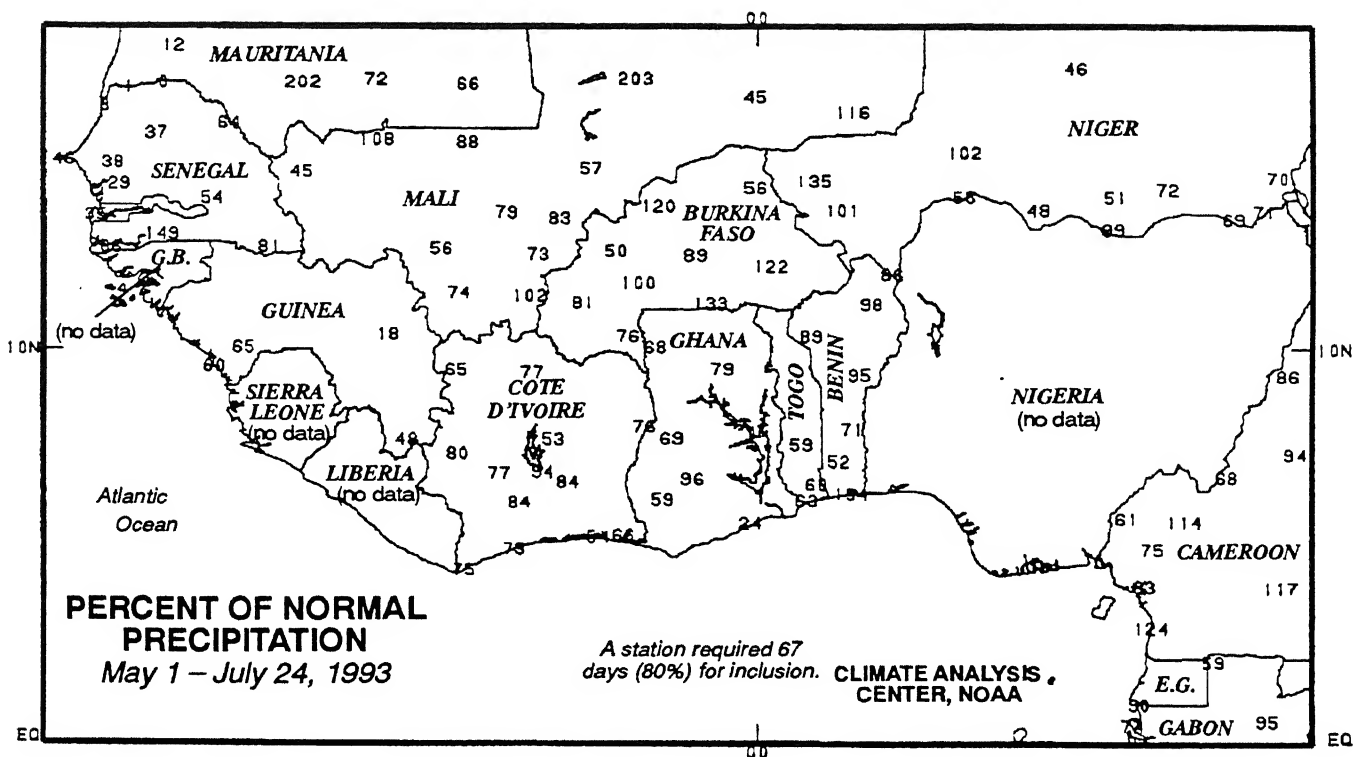 00
12
MAURITANIA
202 72 66
203
46
45
116
NIGER
37
64
108 88
38
29
SENEGAL
45
57
102
MALI
54
79 83
120
56
BURKINA
FASO
135
101
48
51
72
70
71
69
149
81
G.B.
56
73
50
89
122
98
100
133
81
102
74
GUINEA
18
65
(no data)
10N
76
68
GHANA
79
89
TOGO
BENIN
95
10N
86
SIERRA
LEONE
(no data)
65
77
COTE
D'IVOIRE
NIGERIA
(no data)
53
80
77
84
84
69
96
59
59
71
52
94
68
LIBERIA
(no data)
Atlantic
Ocean
24
61
114
75
CAMEROON
117
124
59
PERCENT OF NORMAL
PRECIPITATION
May 1 – July 24, 1993
A station required 67
days (80%) for inclusion.
CLIMATE ANALYSIS
CENTER, NOAA
E.G.
GABON
95
EQ
00
EQ